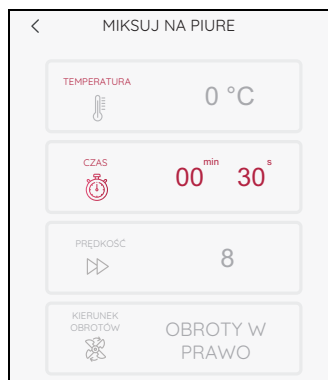 MIKSUJ NA PIURE
TEMPERATURA
0 °C
CZAS
00 min 30 s
PRĘDKOŚĆ
8
KIERUNEK
OBROTÓW
OBROTY W
PRAWO